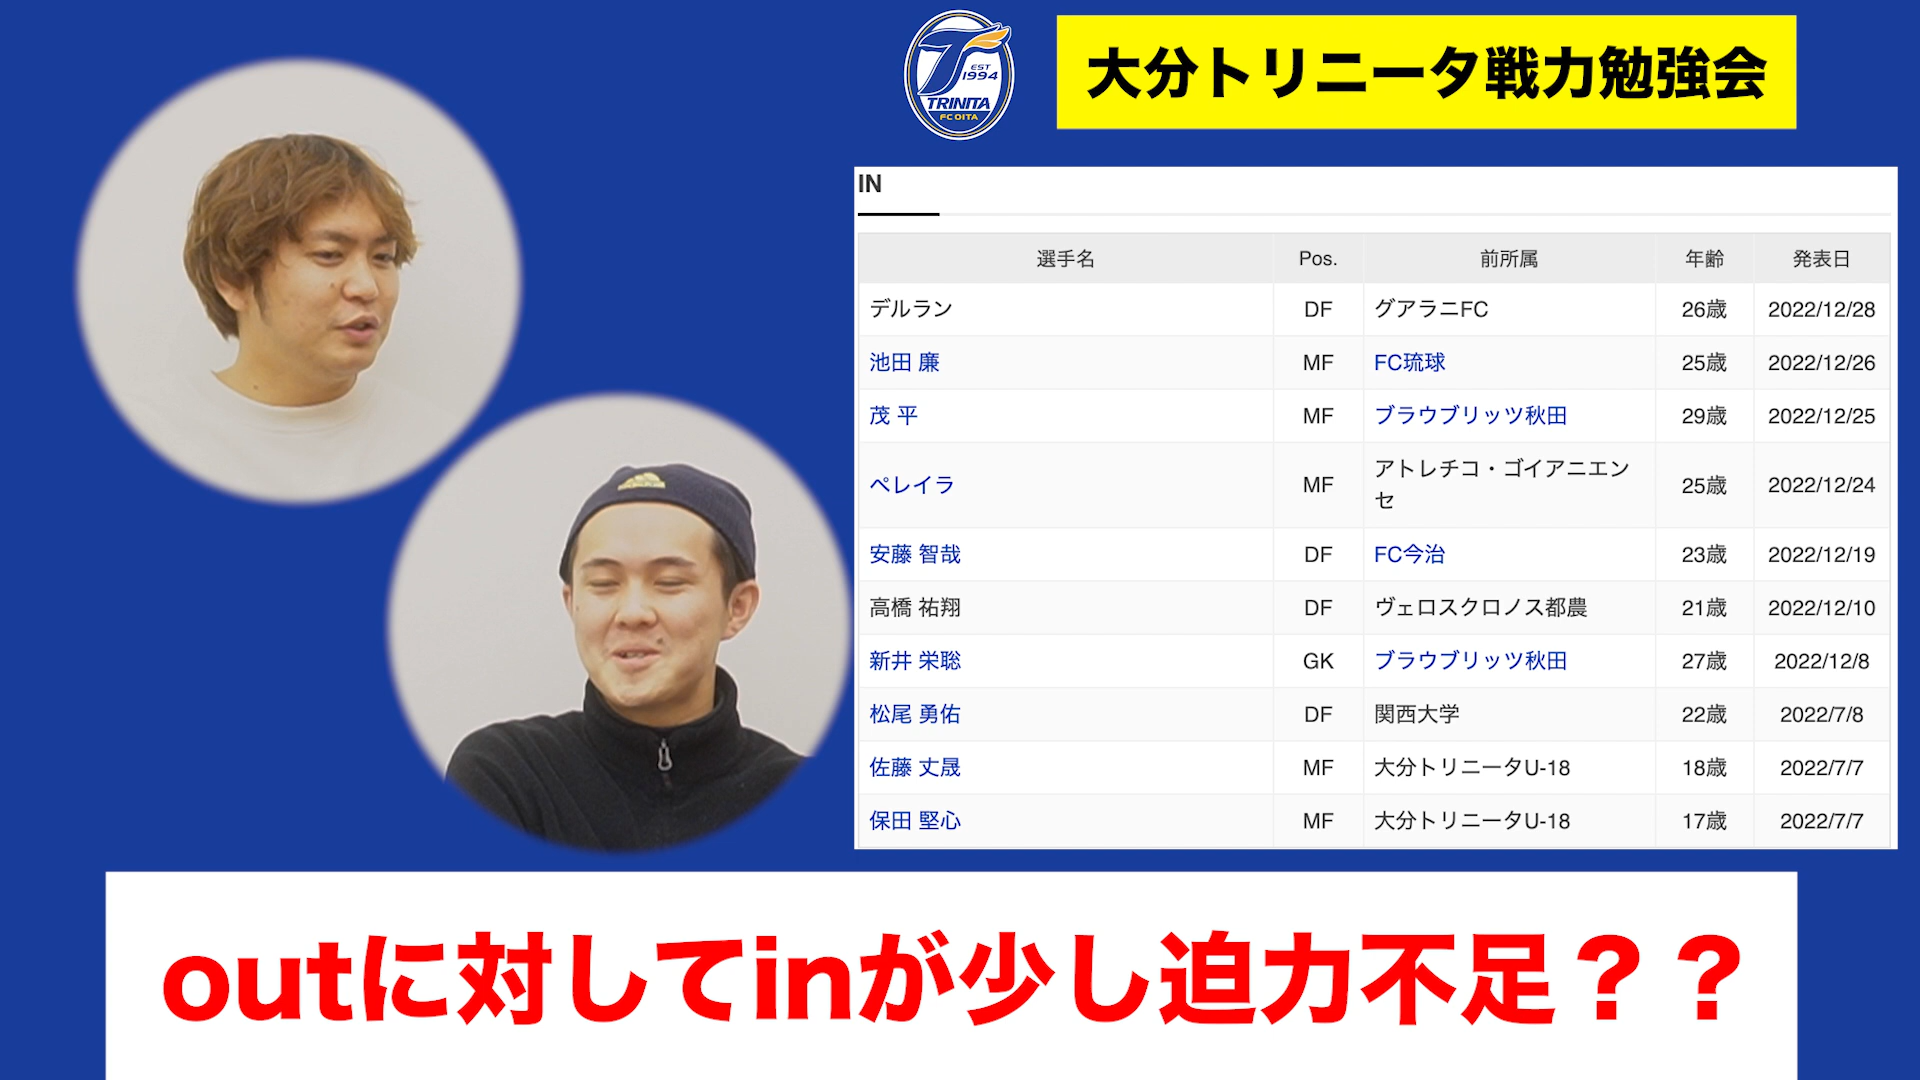 EST
1994
TRINITA
FC OITA
大分トリニータ戦力勉強会
IN
選手名 Pos. 前所属 年齢 発表日
デルラン DF グアラニFC 26歳 2022/12/28
池田 廉 MF FC琉球 25歳 2022/12/26
茂 平 MF ブラウブリッツ秋田 29歳 2022/12/25
ペレイラ MF アトレチコ・ゴイアニエン
セ 25歳 2022/12/24
安藤 智哉 DF FC今治 23歳 2022/12/19
高橋 祐翔 DF ヴェロスクロノス都農 21歳 2022/12/10
新井 栄聡 GK ブラウブリッツ秋田 27歳 2022/12/8
松尾 勇佑 DF 関西大学 22歳 2022/7/8
佐藤 丈晟 MF 大分トリニータU-18 18歳 2022/7/7
保田 堅心 MF 大分トリニータU-18 17歳 2022/7/7
outに対してinが少し迫力不足？？